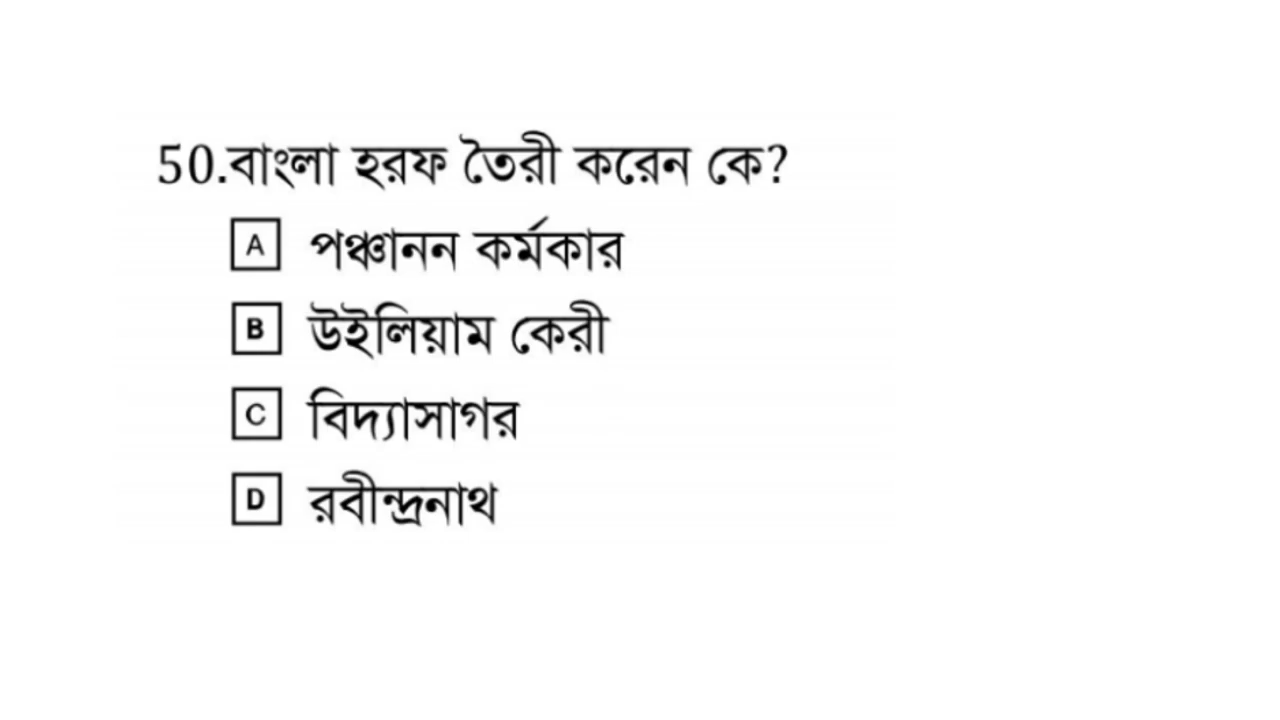 50.বাংলা হরফ তৈরী করেন কে?
A পঞ্চানন কর্মকার
B উইলিয়াম কেরী
C বিদ্যাসাগর
D রবীন্দ্রনাথ